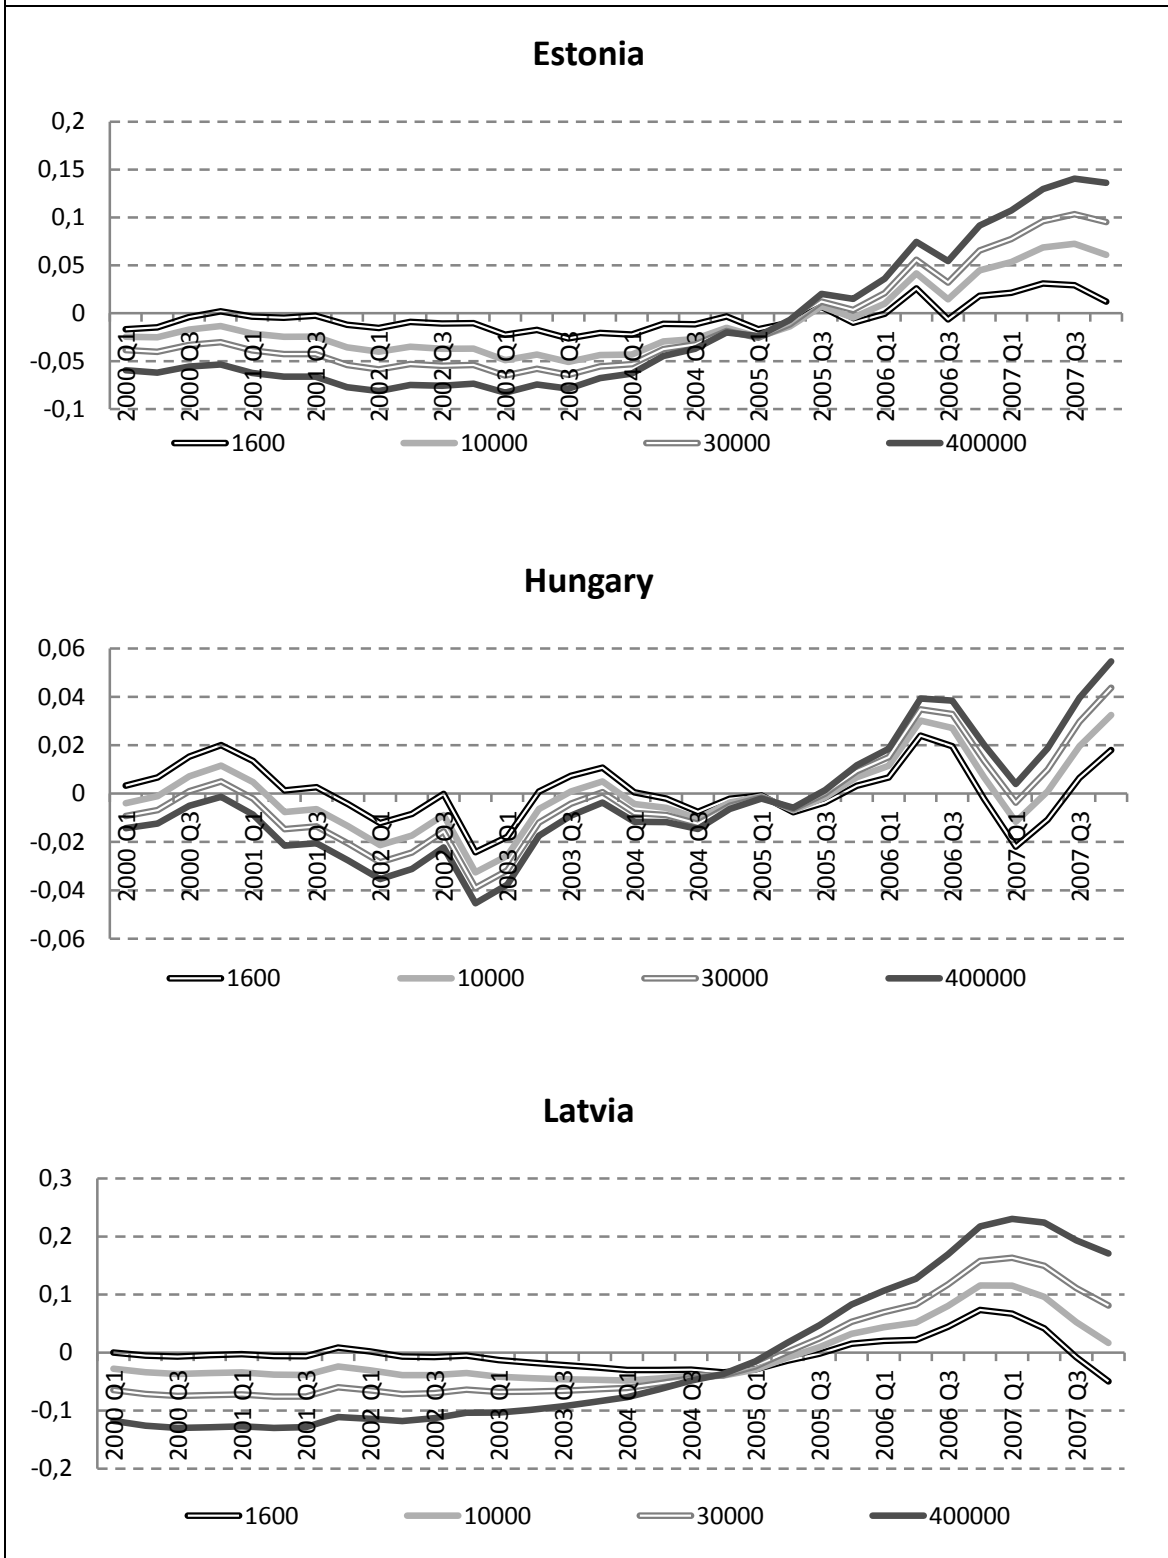 Estonia
0,2
0,15
0,1
0,05
0
-0,05
-0,1
2000 Q1
2000 Q3
2001 Q1
2001 Q3
2002 Q1
2002 Q3
2003 Q1
2003 Q3
2004 Q1
2004 Q3
2005 Q1
2005 Q3
2006 Q1
2006 Q3
2007 Q1
2007 Q3
1600 10000 30000 400000
Hungary
0,06
0,04
0,02
0
-0,02
-0,04
-0,06
2000 Q1
2000 Q3
2001 Q1
2001 Q3
2002 Q1
2002 Q3
2003 Q1
2003 Q3
2004 Q1
2004 Q3
2005 Q1
2005 Q3
2006 Q1
2006 Q3
2007 Q1
2007 Q3
1600 10000 30000 400000
Latvia
0,3
0,2
0,1
0
-0,1
-0,2
2000 Q1
2000 Q3
2001 Q1
2001 Q3
2002 Q1
2002 Q3
2003 Q1
2003 Q3
2004 Q1
2004 Q3
2005 Q1
2005 Q3
2006 Q1
2006 Q3
2007 Q1
2007 Q3
1600 10000 30000 400000